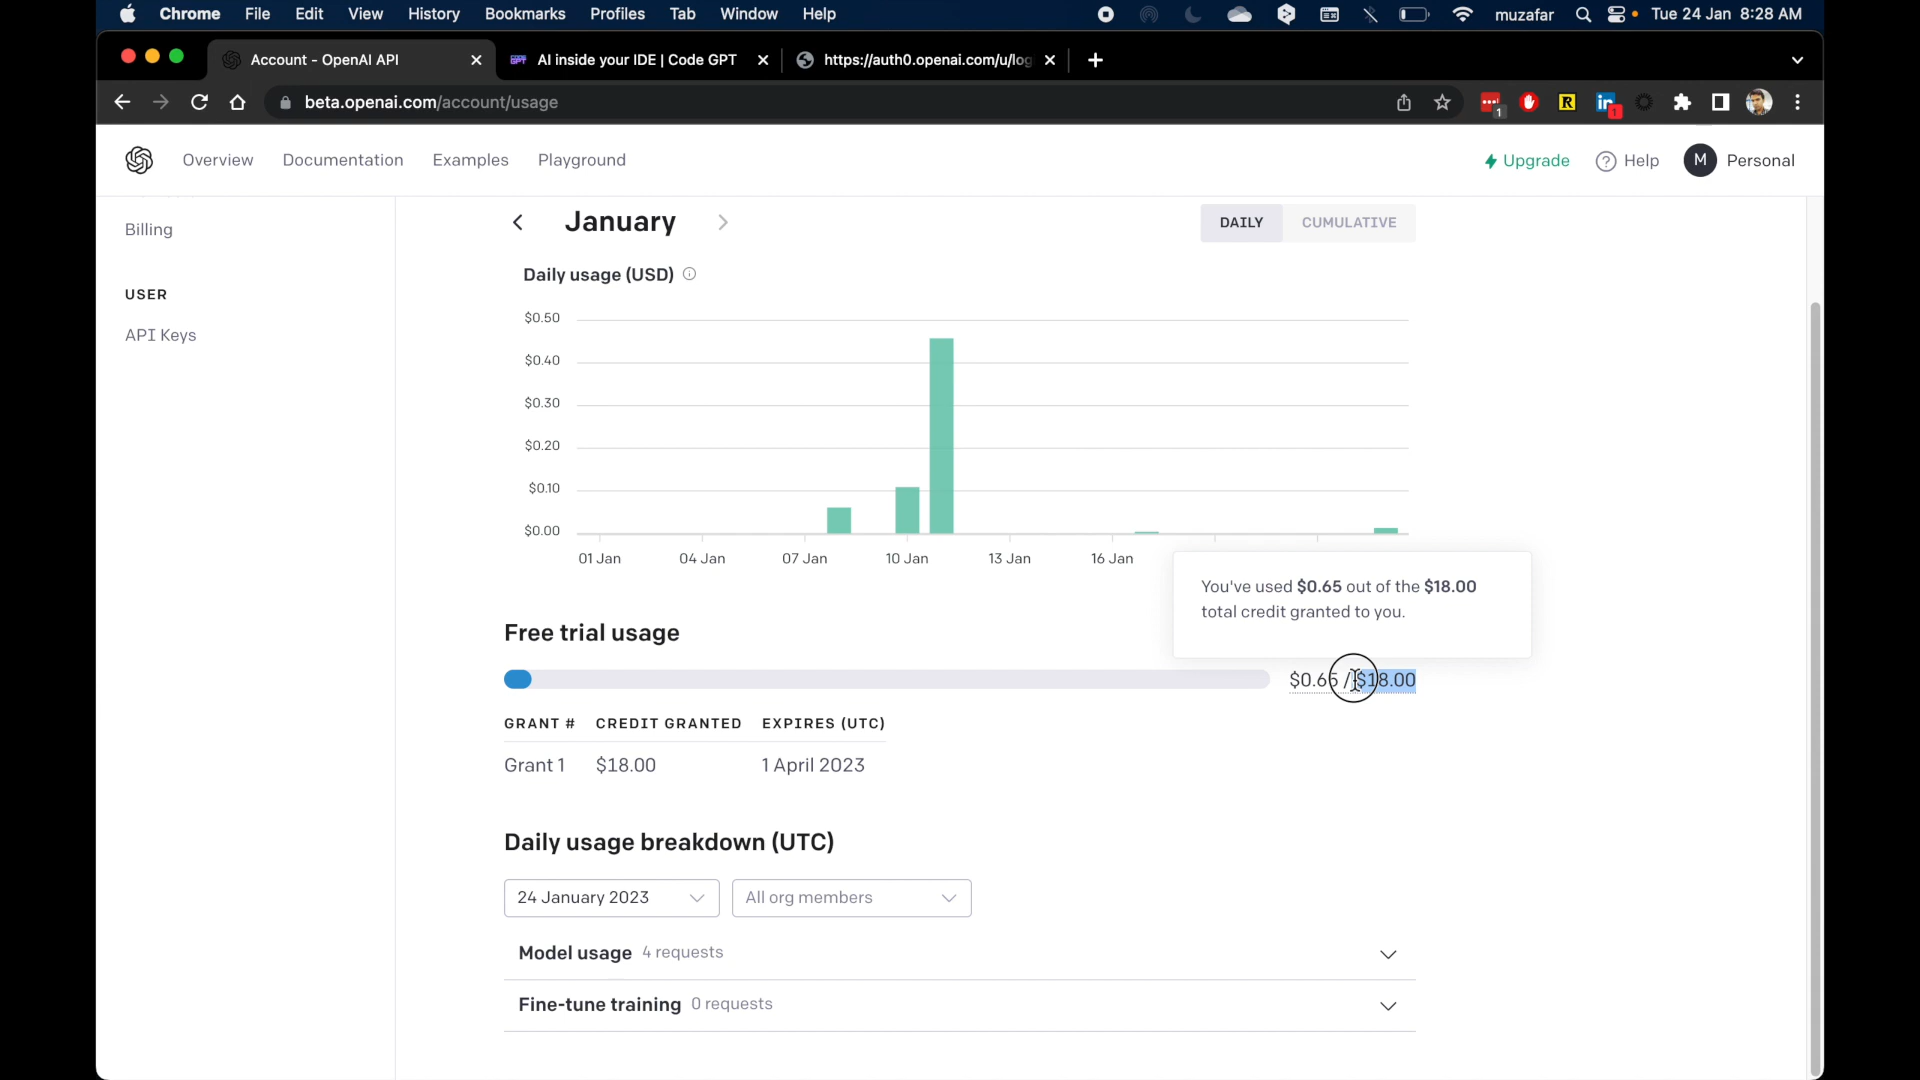 Chrome File Edit View History Bookmarks Profiles Tab Window Help muzafar Tue 24 Jan 8:28 AM
Account - OpenAI API AI inside your IDE | Code GPT https://auth0.openai.com/u/log
beta.openai.com/account/usage
Overview Documentation Examples Playground Upgrade Help M Personal
Billing
USER
API Keys
January DAILY CUMULATIVE
Daily usage (USD)
$0.50
$0.40
$0.30
$0.20
$0.10
$0.00
01 Jan 04 Jan 07 Jan 10 Jan 13 Jan 16 Jan
You've used $0.65 out of the $18.00
total credit granted to you.
Free trial usage
$0.65 / $18.00
GRANT # CREDIT GRANTED EXPIRES (UTC)
Grant 1 $18.00 1 April 2023
Daily usage breakdown (UTC)
24 January 2023 All org members
Model usage 4 requests
Fine-tune training 0 requests